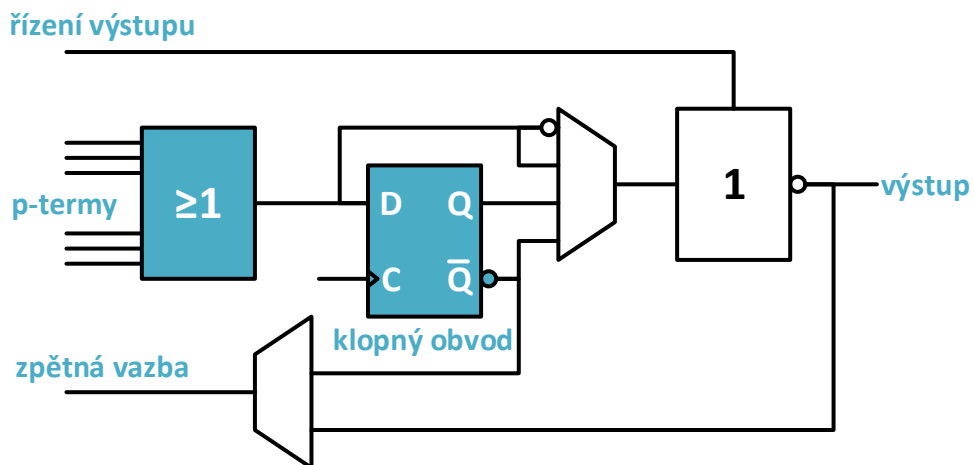 řízení výstupu
p-termy
≥1
D
Q
C
Q̅
klopný obvod
1
výstup
zpětná vazba